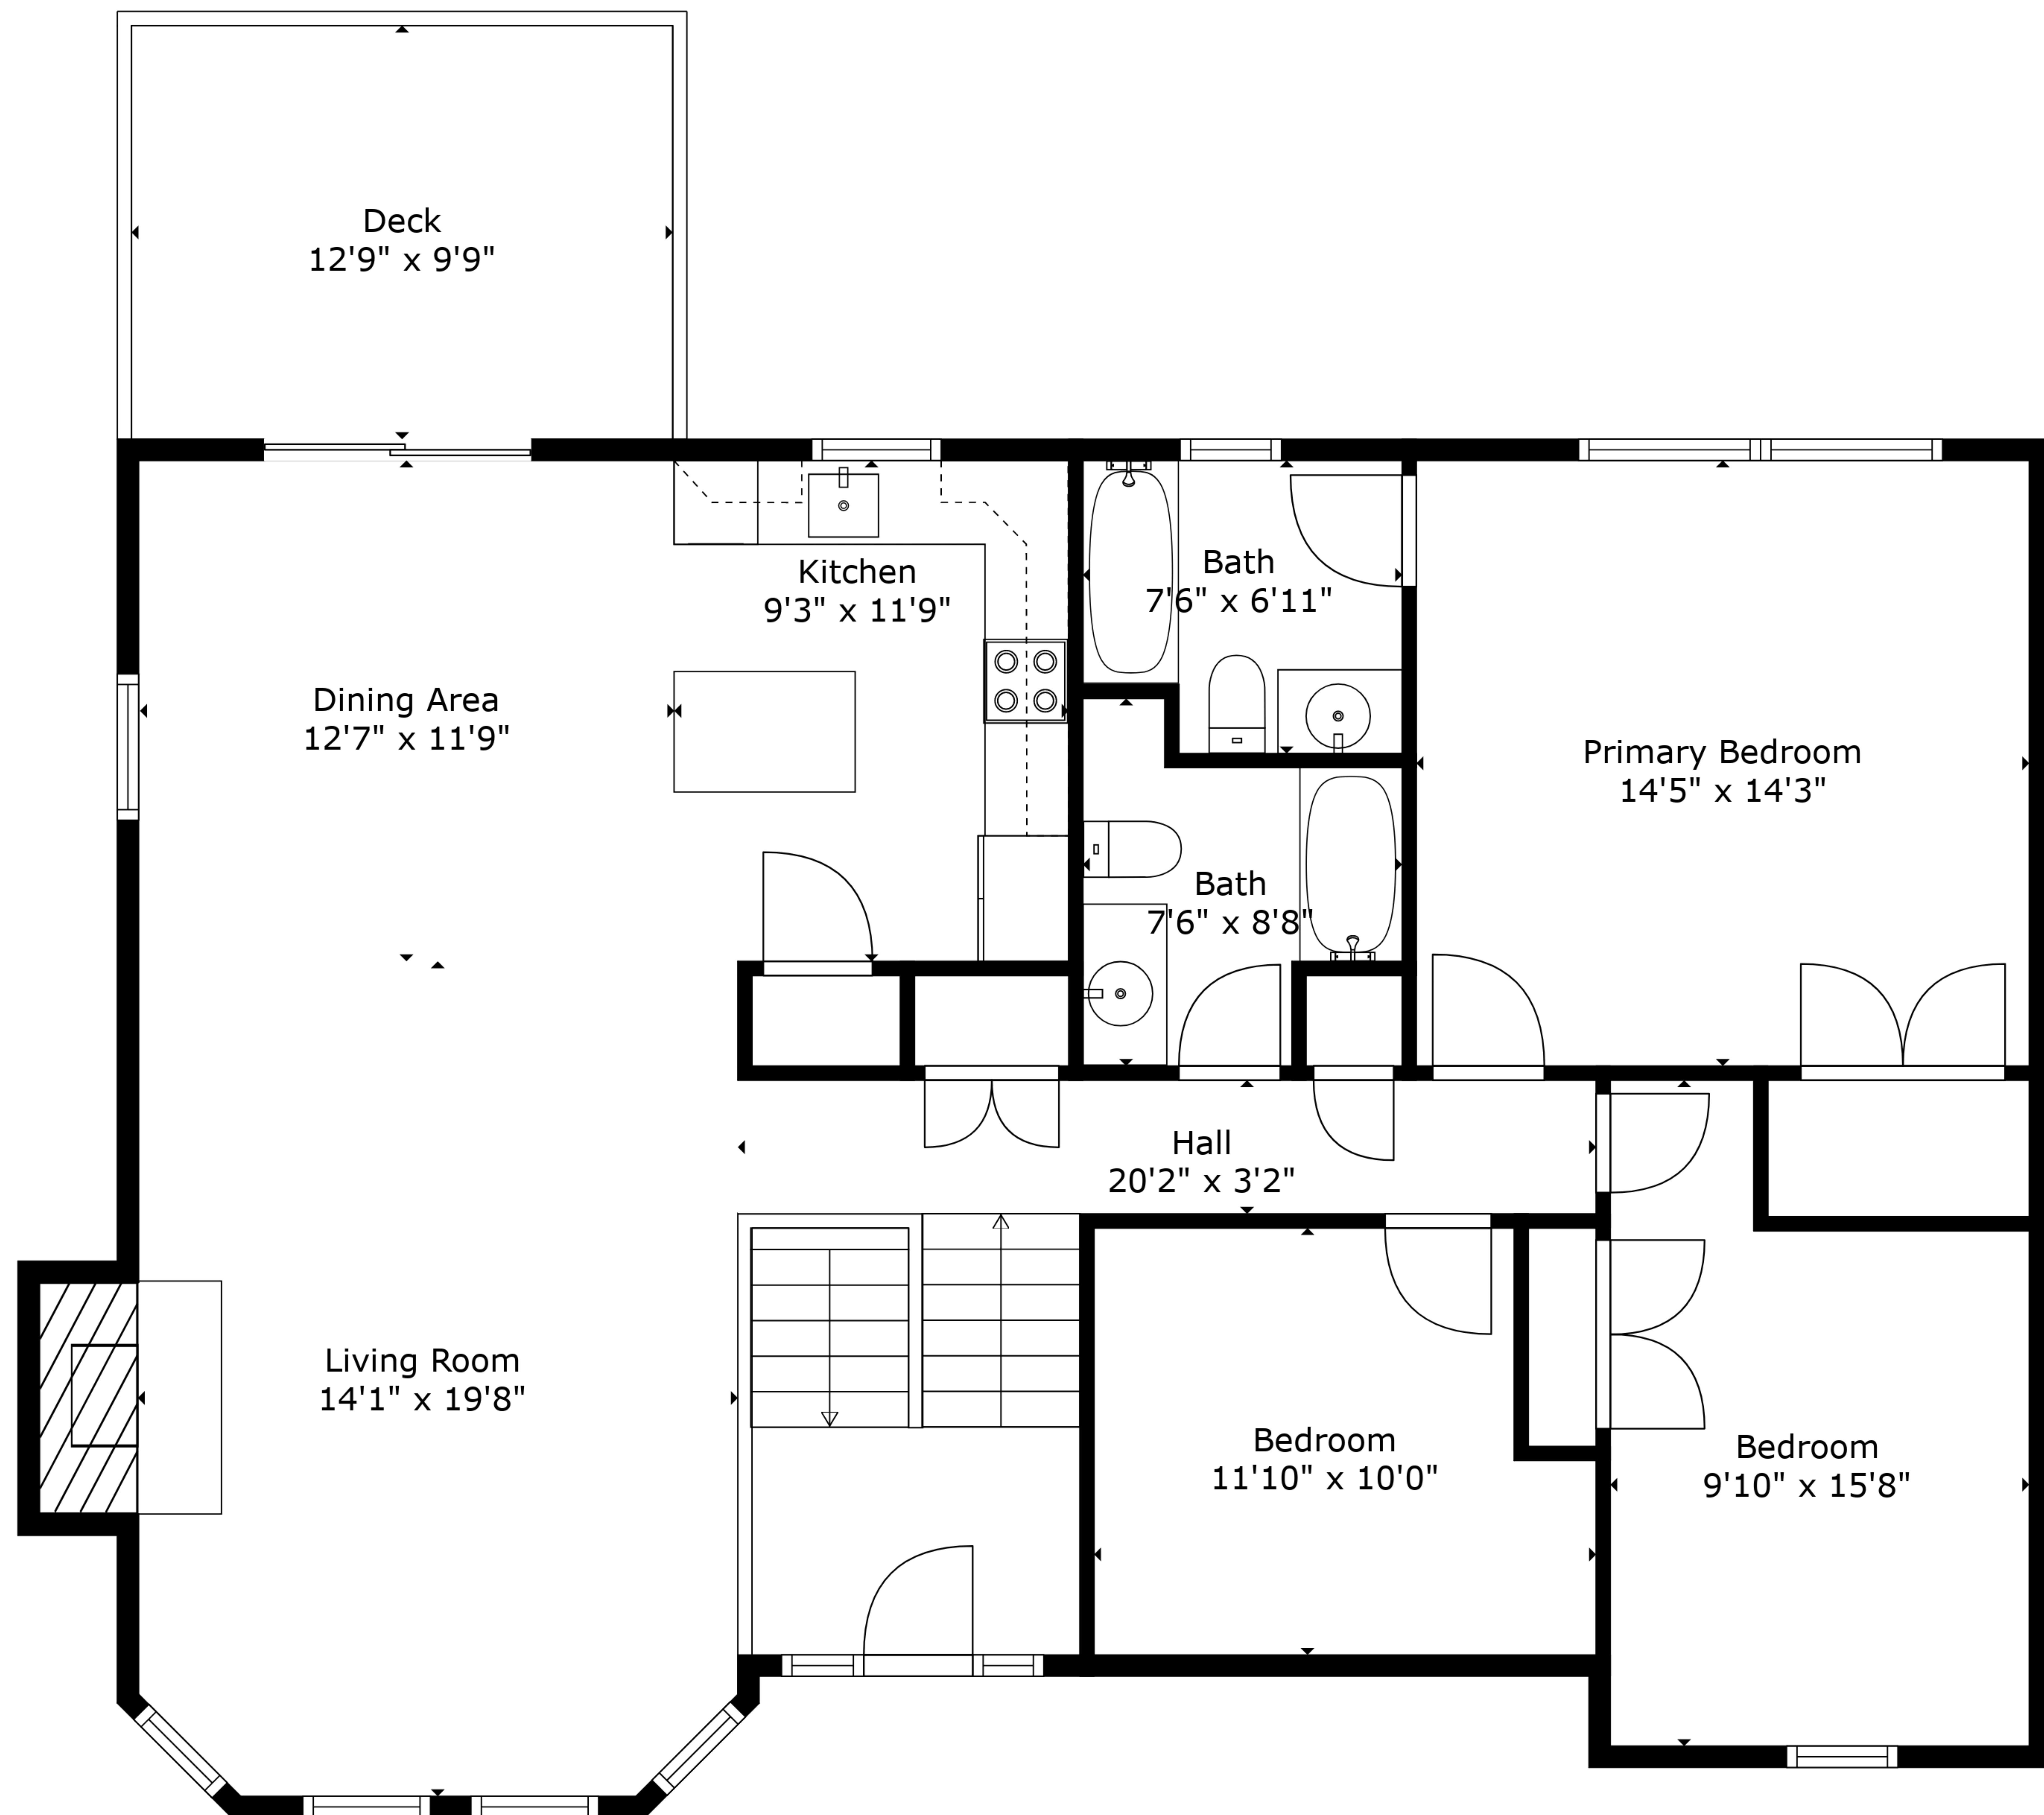 Deck
12'9" x 9'9"
Kitchen
9'3" x 11'9"
Bath
7'6" x 6'11"
Dining Area
12'7" x 11'9"
Primary Bedroom
14'5" x 14'3"
Bath
7'6" x 8'8"
Hall
20'2" x 3'2"
Living Room
14'1" x 19'8"
Bedroom
11'10" x 10'0"
Bedroom
9'10" x 15'8"